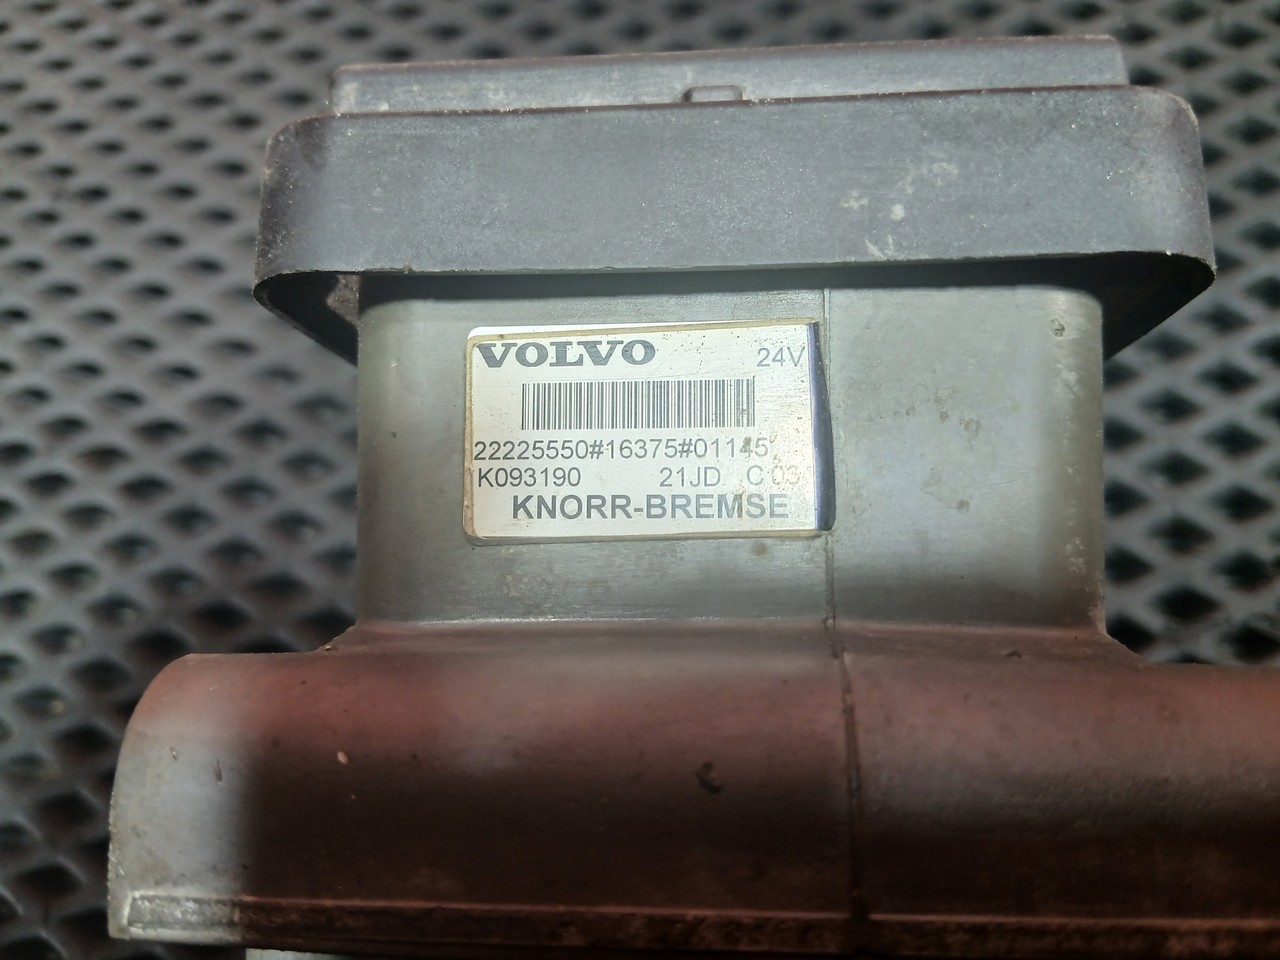 VOLVO 24V
22225550#16375#01145
K093190 21JD C 03
KNORR-BREMSE